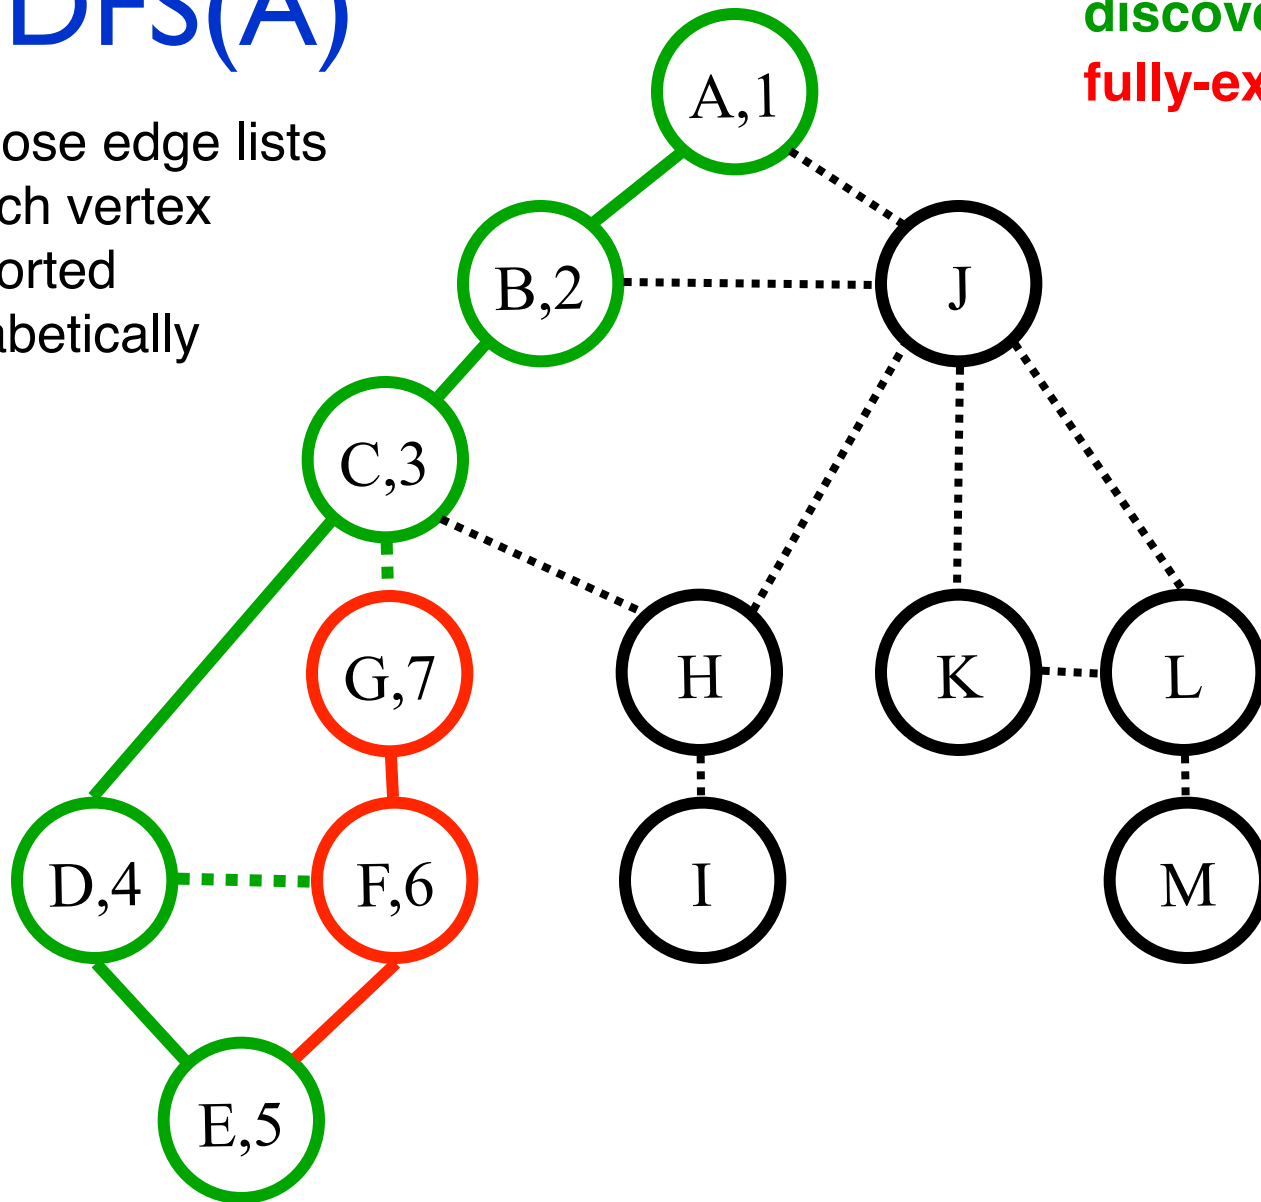 DFS(A)
discove
fully-ex
ose edge lists
ch vertex
orted
abetically
A,1
B,2
J
C,3
G,7
H
K
L
D,4
F,6
I
M
E,5